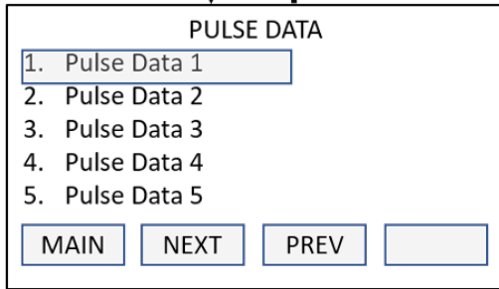 PULSE DATA
1. Pulse Data 1
2. Pulse Data 2
3. Pulse Data 3
4. Pulse Data 4
5. Pulse Data 5
MAIN NEXT PREV